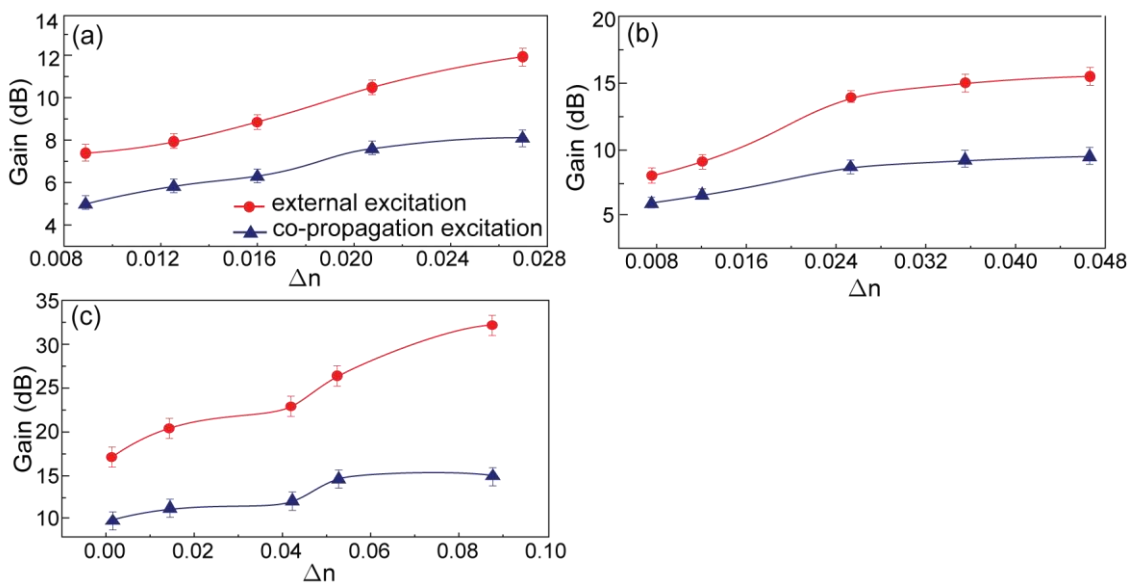 (a)
14
12
10
8
6
4
Gain (dB)
external excitation
co-propagation excitation
0.008 0.012 0.016 0.020 0.024 0.028
Δn
(b)
20
15
10
5
Gain (dB)
0.008 0.016 0.024 0.032 0.040 0.048
Δn
(c)
35
30
25
20
15
10
Gain (dB)
0.00 0.02 0.04 0.06 0.08 0.10
Δn